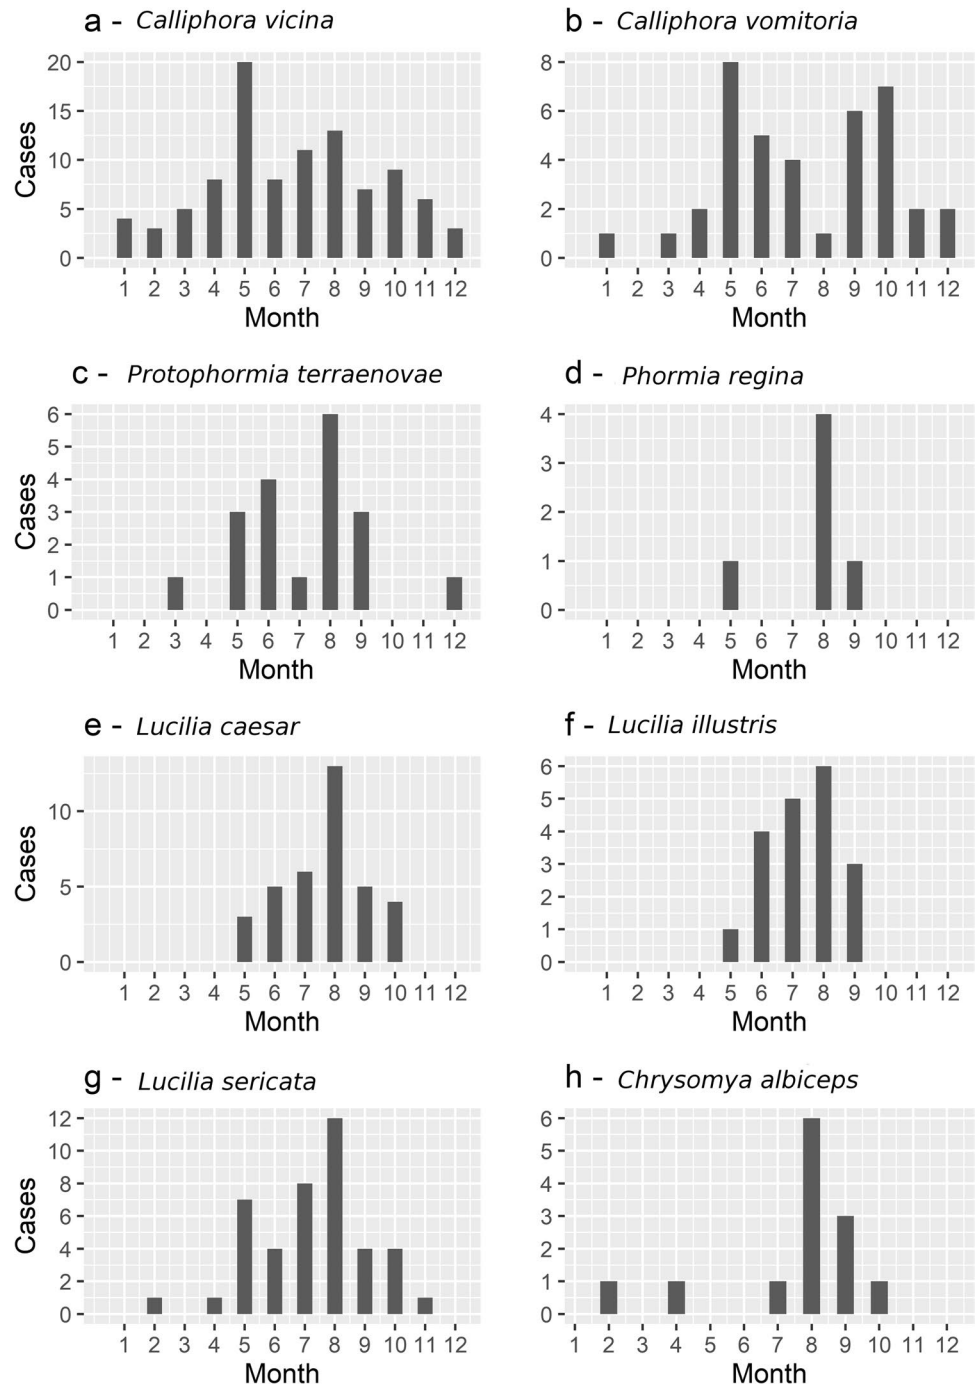 a - Calliphora vicina
Cases
20
15
10
5
0
1 2 3 4 5 6 7 8 9 10 11 12
Month
b - Calliphora vomitoria
8
6
4
2
0
1 2 3 4 5 6 7 8 9 10 11 12
Month
c - Protophormia terraenovae
Cases
6
5
4
3
2
1
0
1 2 3 4 5 6 7 8 9 10 11 12
Month
d - Phormia regina
4
3
2
1
0
1 2 3 4 5 6 7 8 9 10 11 12
Month
e - Lucilia caesar
Cases
10
5
0
1 2 3 4 5 6 7 8 9 10 11 12
Month
f - Lucilia illustris
6
5
4
3
2
1
0
1 2 3 4 5 6 7 8 9 10 11 12
Month
g - Lucilia sericata
Cases
12
10
8
6
4
2
0
1 2 3 4 5 6 7 8 9 10 11 12
Month
h - Chrysomya albiceps
6
5
4
3
2
1
0
1 2 3 4 5 6 7 8 9 10 11 12
Month